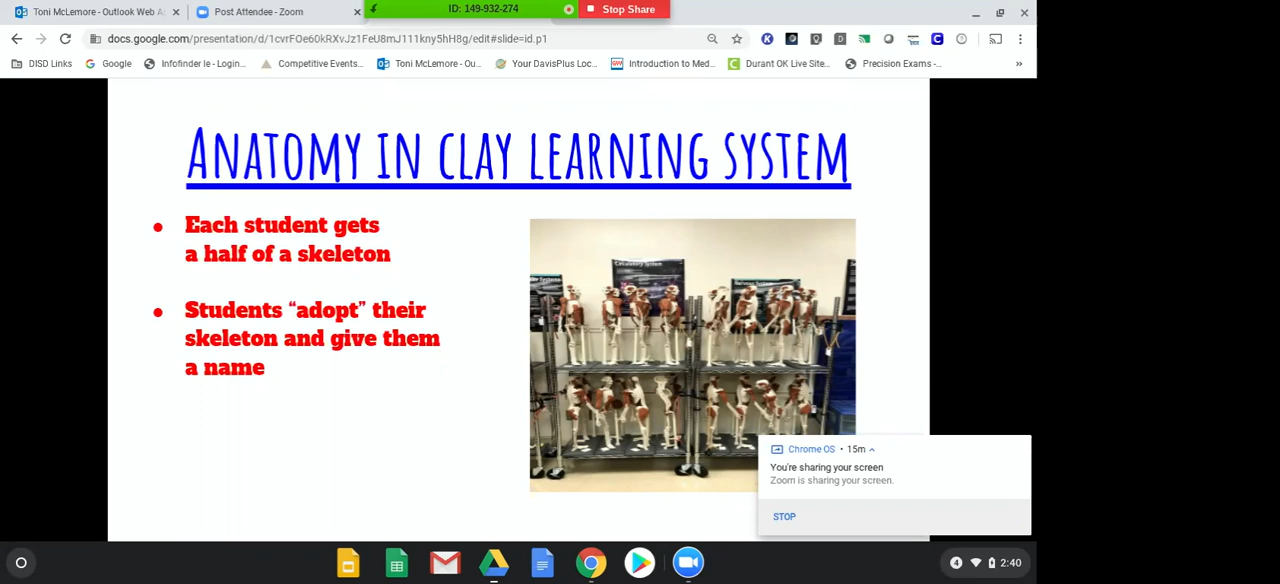 Toni McLemore - Outlook Web A
Post Attendee - Zoom
ID: 149-932-274
Stop Share
docs.google.com/presentation/d/1cvrFOe60kRXvJz1FeU8mJ111kny5hH8g/edit#slide=id.p1
DISD Links
Google
Infofinder le - Login...
Competitive Events...
Toni McLemore - Ou...
Your DavisPlus Loc...
Introduction to Med...
Durant OK Live Site...
Precision Exams -...
»
Anatomy in clay learning system
• Each student gets
a half of a skeleton
• Students “adopt” their
skeleton and give them
a name
Circulatory System
Chrome OS • 15m
You're sharing your screen
Zoom is sharing your screen.
STOP
4
2:40